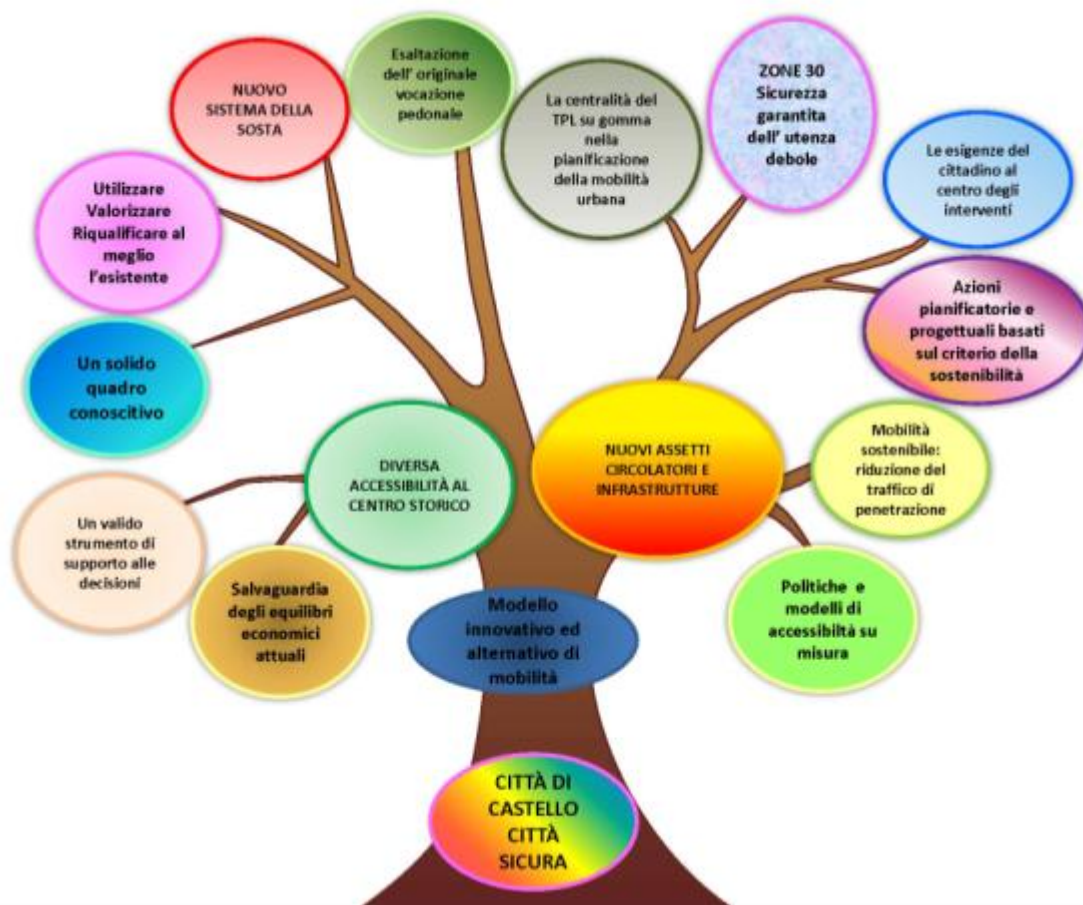 Esaltazione
dell' originale
vocazione
pedonale
NUOVO
SISTEMA DELLA
SOSTA
La centralità del
TPL su gomma
nella
pianificazione
della mobilità
urbana
ZONE 30
Sicurezza
garantita
dell' utenza
debole
Le esigenze del
cittadino al
centro degli
interventi
Utilizzare
Valorizzare
Riqualificare al
meglio
l'esistente
Azioni
pianificatorie e
progettuali basati
sul criterio della
sostenibilità
Un solido
quadro
conoscitivo
DIVERSA
ACCESSIBILITÀ AL
CENTRO STORICO
NUOVI ASSETTI
CIRCOLATORI E
INFRASTRUTTURE
Mobilità
sostenibile:
riduzione del
traffico di
penetrazione
Un valido
strumento di
supporto alle
decisioni
Salvaguardia
degli equilibri
economici
attuali
Modello
innovativo ed
alternativo di
mobilità
Politiche e
modelli di
accessibiltà su
misura
CITTÀ DI
CASTELLO
CITTÀ
SICURA